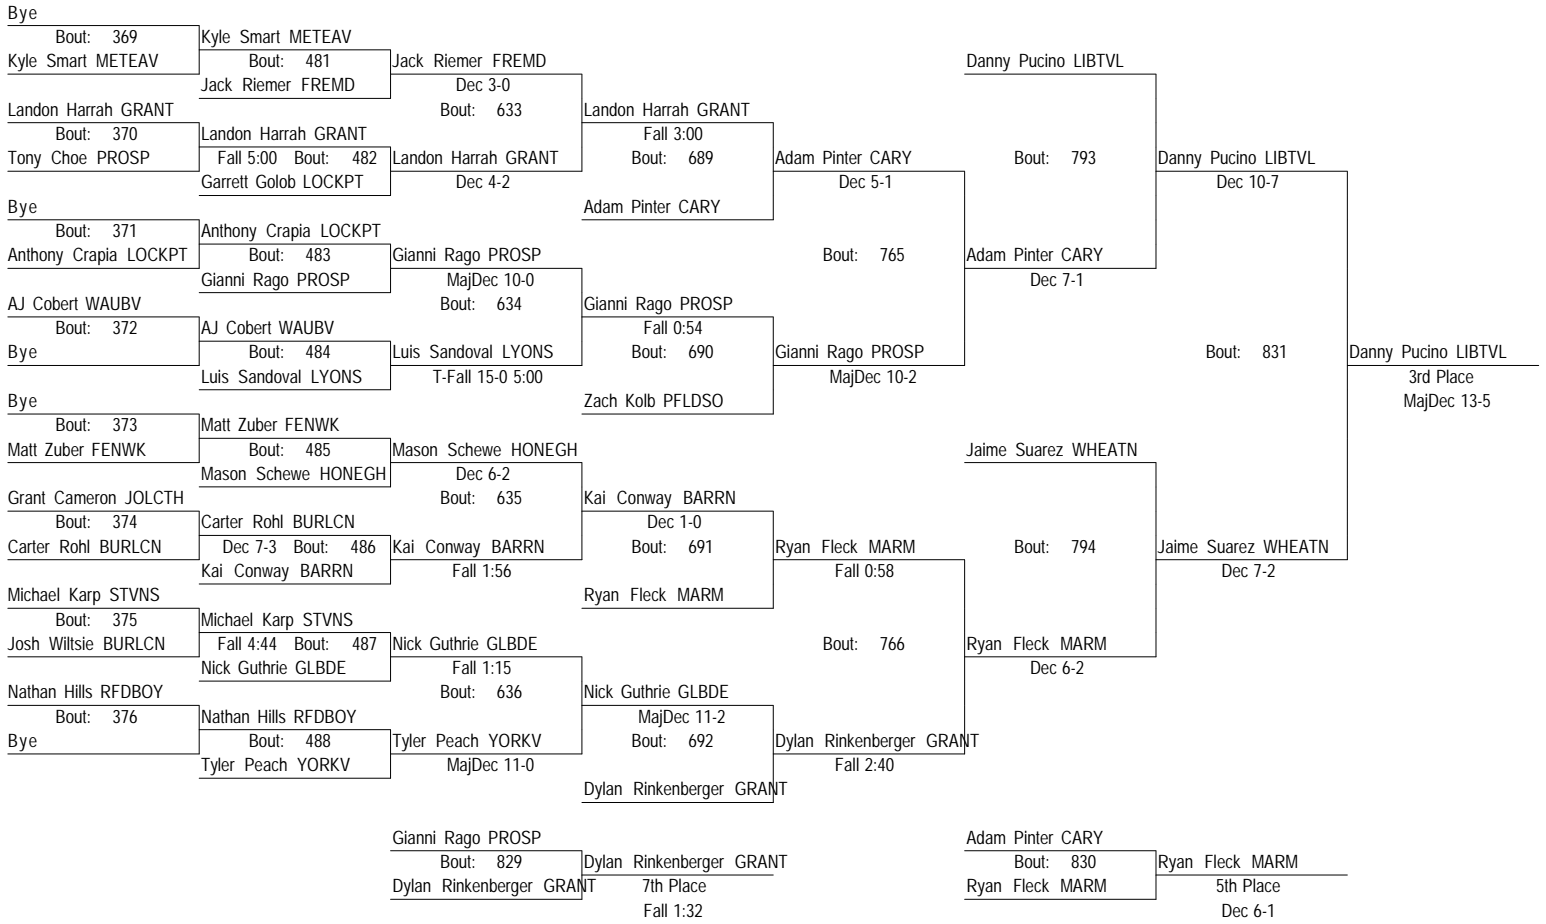 Bye
Bout: 369
Kyle Smart METEAV
Kyle Smart METEAV
Bout: 481
Jack Riemer FREMD
Jack Riemer FREMD
Dec 3-0
Bout: 633
Landon Harrah GRANT
Bout: 370
Tony Choe PROSP
Landon Harrah GRANT
Fall 5:00 Bout: 482
Garrett Golob LOCKPT
Landon Harrah GRANT
Dec 4-2
Landon Harrah GRANT
Fall 3:00
Bout: 689
Adam Pinter CARY
Adam Pinter CARY
Dec 5-1
Bye
Bout: 371
Anthony Crapia LOCKPT
Anthony Crapia LOCKPT
Bout: 483
Gianni Rago PROSP
Gianni Rago PROSP
MajDec 10-0
Bout: 634
AJ Cobert WAUBV
Bout: 372
Bye
AJ Cobert WAUBV
Bout: 484
Luis Sandoval LYONS
Luis Sandoval LYONS
T-Fall 15-0 5:00
Gianni Rago PROSP
Fall 0:54
Bout: 690
Zach Kolb PFLDSO
Gianni Rago PROSP
MajDec 10-2
Bout: 765
Danny Pucino LIBTVL
Bout: 793
Adam Pinter CARY
Dec 7-1
Danny Pucino LIBTVL
Dec 10-7
Bye
Bout: 373
Matt Zuber FENWK
Matt Zuber FENWK
Bout: 485
Mason Schewe HONEGH
Mason Schewe HONEGH
Dec 6-2
Bout: 635
Grant Cameron JOLCTH
Bout: 374
Carter Rohl BURLCN
Carter Rohl BURLCN
Dec 7-3 Bout: 486
Kai Conway BARRN
Kai Conway BARRN
Fall 1:56
Kai Conway BARRN
Dec 1-0
Bout: 691
Ryan Fleck MARM
Ryan Fleck MARM
Fall 0:58
Michael Karp STVNS
Bout: 375
Josh Wiltsie BURLCN
Michael Karp STVNS
Fall 4:44 Bout: 487
Nick Guthrie GLBDE
Nick Guthrie GLBDE
Fall 1:15
Bout: 636
Nathan Hills RFDBOY
Bout: 376
Bye
Nathan Hills RFDBOY
Bout: 488
Tyler Peach YORKV
Tyler Peach YORKV
MajDec 11-0
Nick Guthrie GLBDE
MajDec 11-2
Bout: 692
Dylan Rinkenberger GRANT
Dylan Rinkenberger GRANT
Fall 2:40
Bout: 766
Jaime Suarez WHEATN
Bout: 794
Ryan Fleck MARM
Dec 6-2
Jaime Suarez WHEATN
Dec 7-2
Bout: 831
Danny Pucino LIBTVL
3rd Place
MajDec 13-5
Gianni Rago PROSP
Bout: 829
Dylan Rinkenberger GRANT
Dylan Rinkenberger GRANT
7th Place
Fall 1:32
Adam Pinter CARY
Bout: 830
Ryan Fleck MARM
Ryan Fleck MARM
5th Place
Dec 6-1